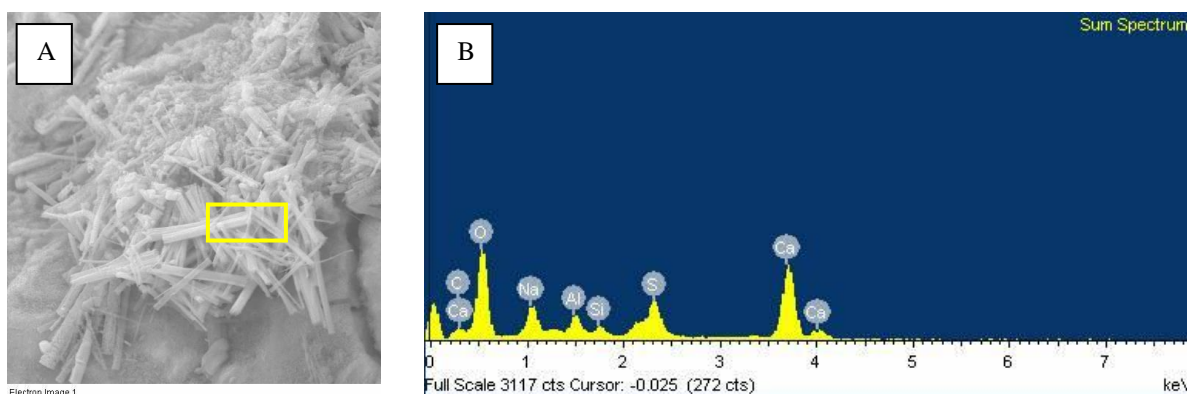 A
Electron Image 1
B
Sum Spectrum
O
C
Ca
Na
Al
Si
S
Ca
Ca
0 1 2 3 4 5 6 7
Full Scale 3117 cts Cursor: -0.025 (272 cts)
keV